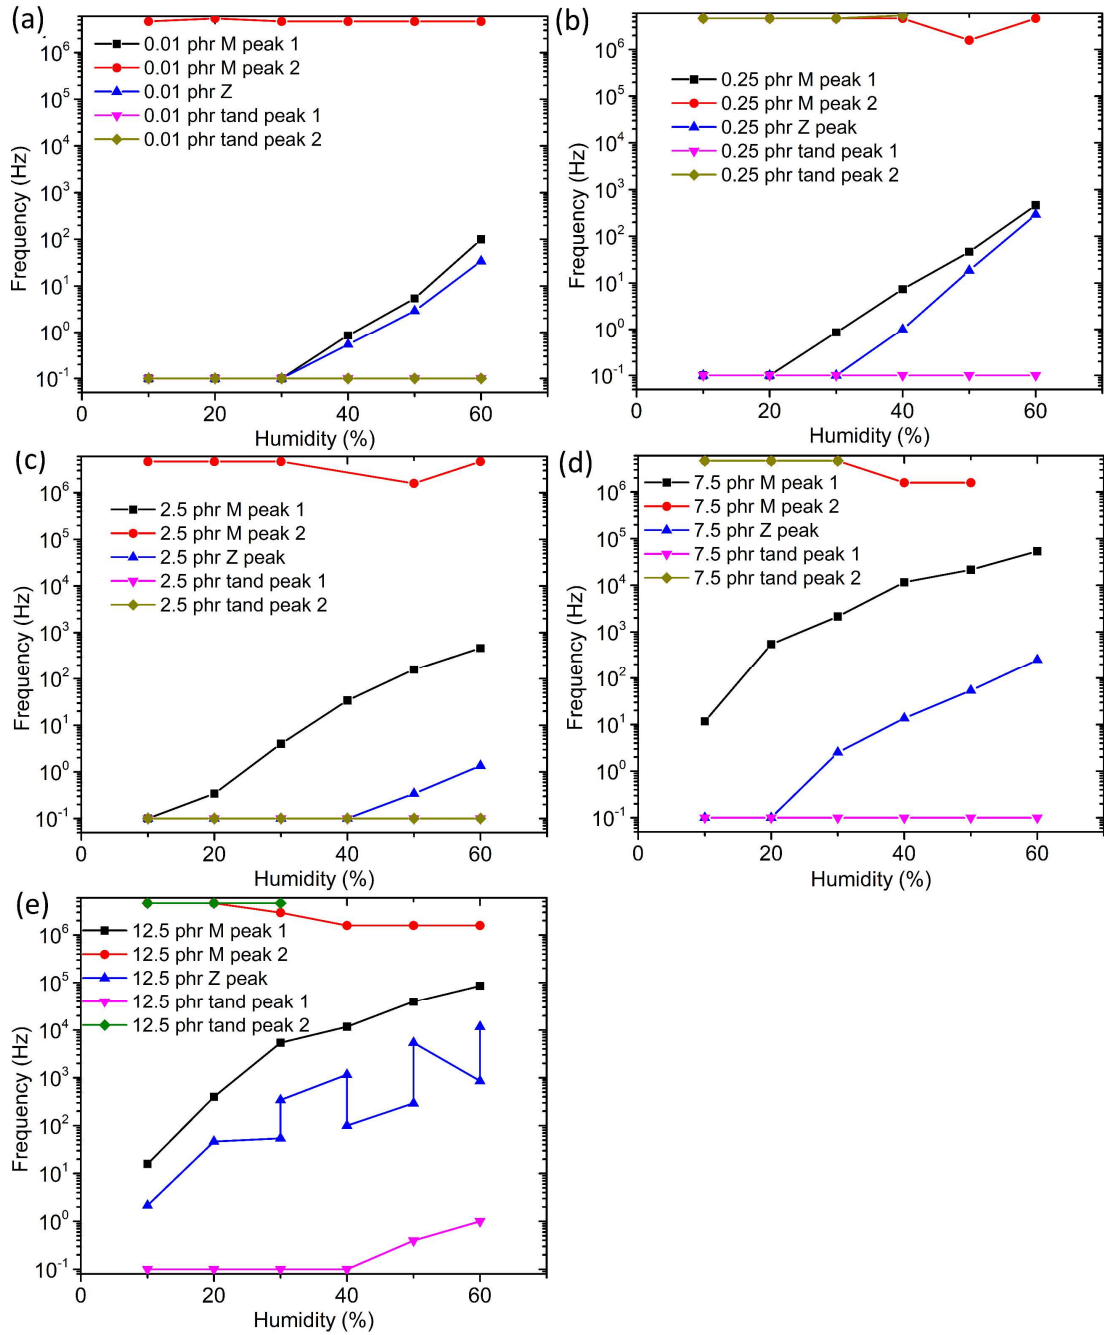 (a)
10^6
10^5
10^4
10^3
10^2
10^1
10^0
10^-1
Frequency (Hz)
0.01 phr M peak 1
0.01 phr M peak 2
0.01 phr Z
0.01 phr tand peak 1
0.01 phr tand peak 2
0 20 40 60
Humidity (%)
(b)
10^6
10^5
10^4
10^3
10^2
10^1
10^0
10^-1
Frequency (Hz)
0.25 phr M peak 1
0.25 phr M peak 2
0.25 phr Z peak
0.25 phr tand peak 1
0.25 phr tand peak 2
0 20 40 60
Humidity (%)
(c)
10^6
10^5
10^4
10^3
10^2
10^1
10^0
10^-1
Frequency (Hz)
2.5 phr M peak 1
2.5 phr M peak 2
2.5 phr Z peak
2.5 phr tand peak 1
2.5 phr tand peak 2
0 20 40 60
Humidity (%)
(d)
10^6
10^5
10^4
10^3
10^2
10^1
10^0
10^-1
Frequency (Hz)
7.5 phr M peak 1
7.5 phr M peak 2
7.5 phr Z peak
7.5 phr tand peak 1
7.5 phr tand peak 2
0 20 40 60
Humidity (%)
(e)
10^6
10^5
10^4
10^3
10^2
10^1
10^0
10^-1
Frequency (Hz)
12.5 phr M peak 1
12.5 phr M peak 2
12.5 phr Z peak
12.5 phr tand peak 1
12.5 phr tand peak 2
0 20 40 60
Humidity (%)